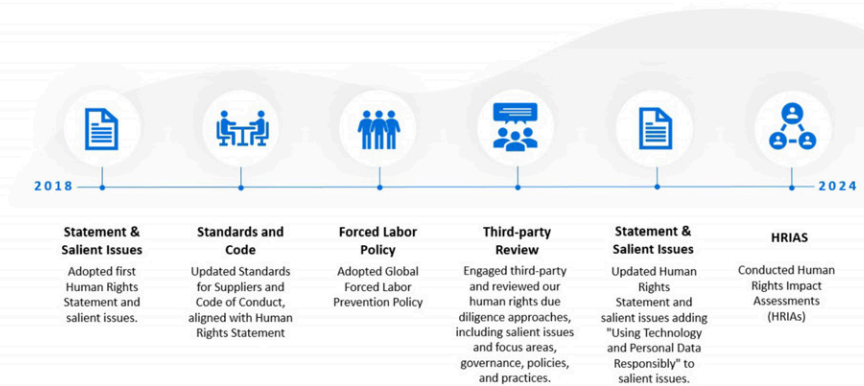 2018
2024
Statement &
Salient Issues
Adopted first
Human Rights
Statement and
salient issues.
Standards and
Code
Updated Standards
for Suppliers and
Code of Conduct,
aligned with Human
Rights Statement
Forced Labor
Policy
Adopted Global
Forced Labor
Prevention Policy
Third-party
Review
Engaged third-party
and reviewed our
human rights due
diligence approaches,
including salient issues
and focus areas,
governance, policies,
and practices.
Statement &
Salient Issues
Updated Human
Rights
Statement and
salient issues adding
"Using Technology
and Personal Data
Responsibly" to
salient issues.
HRIAS
Conducted Human
Rights Impact
Assessments
(HRIAs)